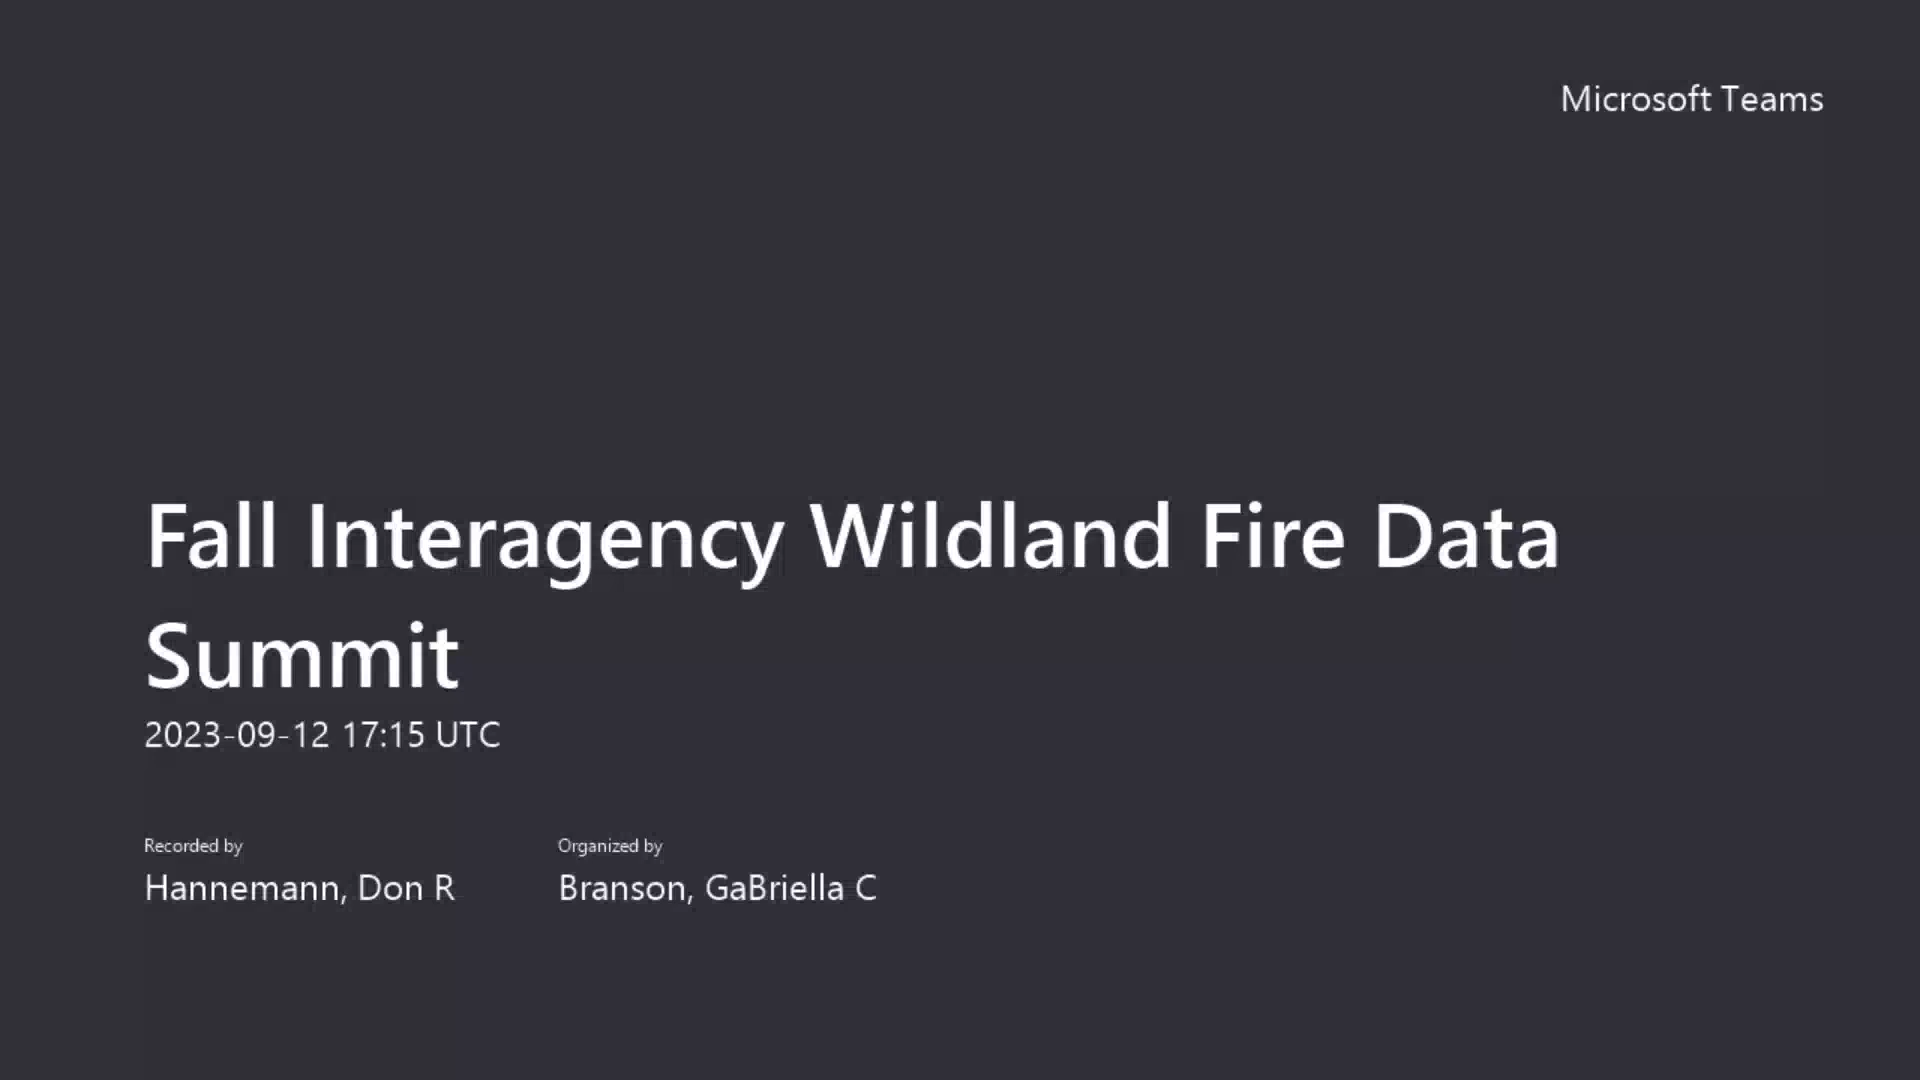 Microsoft Teams
Fall Interagency Wildland Fire Data
Summit
2023-09-12 17:15 UTC
Recorded by
Hannemann, Don R
Organized by
Branson, GaBriella C